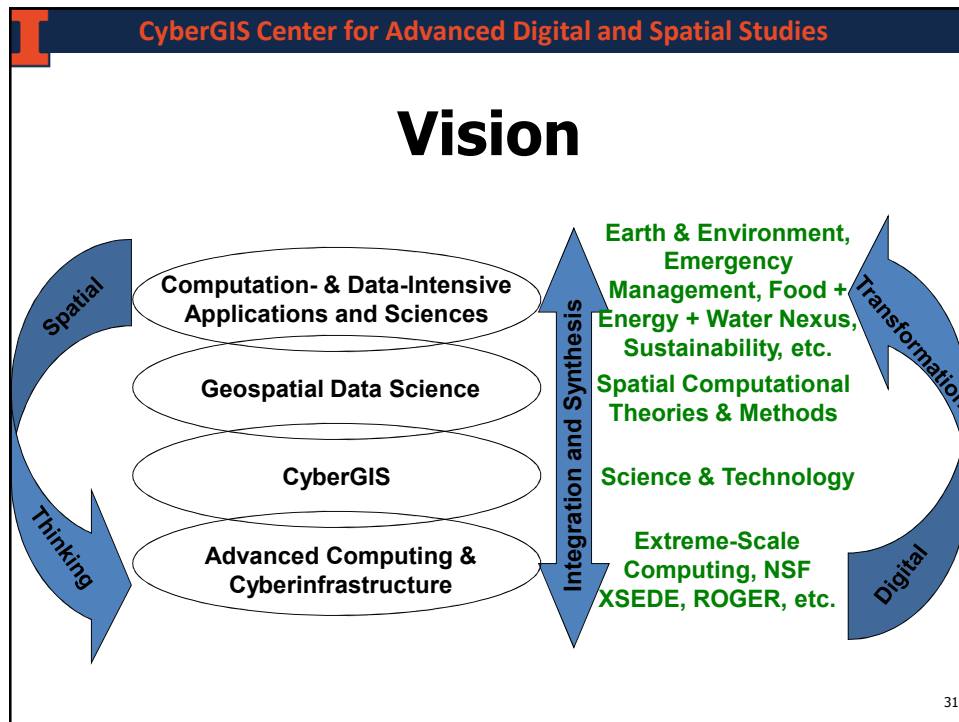 CyberGIS Center for Advanced Digital and Spatial Studies
Vision
Spatial
Thinking
Computation- & Data-Intensive
Applications and Sciences
Geospatial Data Science
CyberGIS
Advanced Computing &
Cyberinfrastructure
Integration and Synthesis
Earth & Environment,
Emergency
Management, Food +
Energy + Water Nexus,
Sustainability, etc.
Spatial Computational
Theories & Methods
Science & Technology
Extreme-Scale
Computing, NSF
XSEDE, ROGER, etc.
Transformation
Digital
31